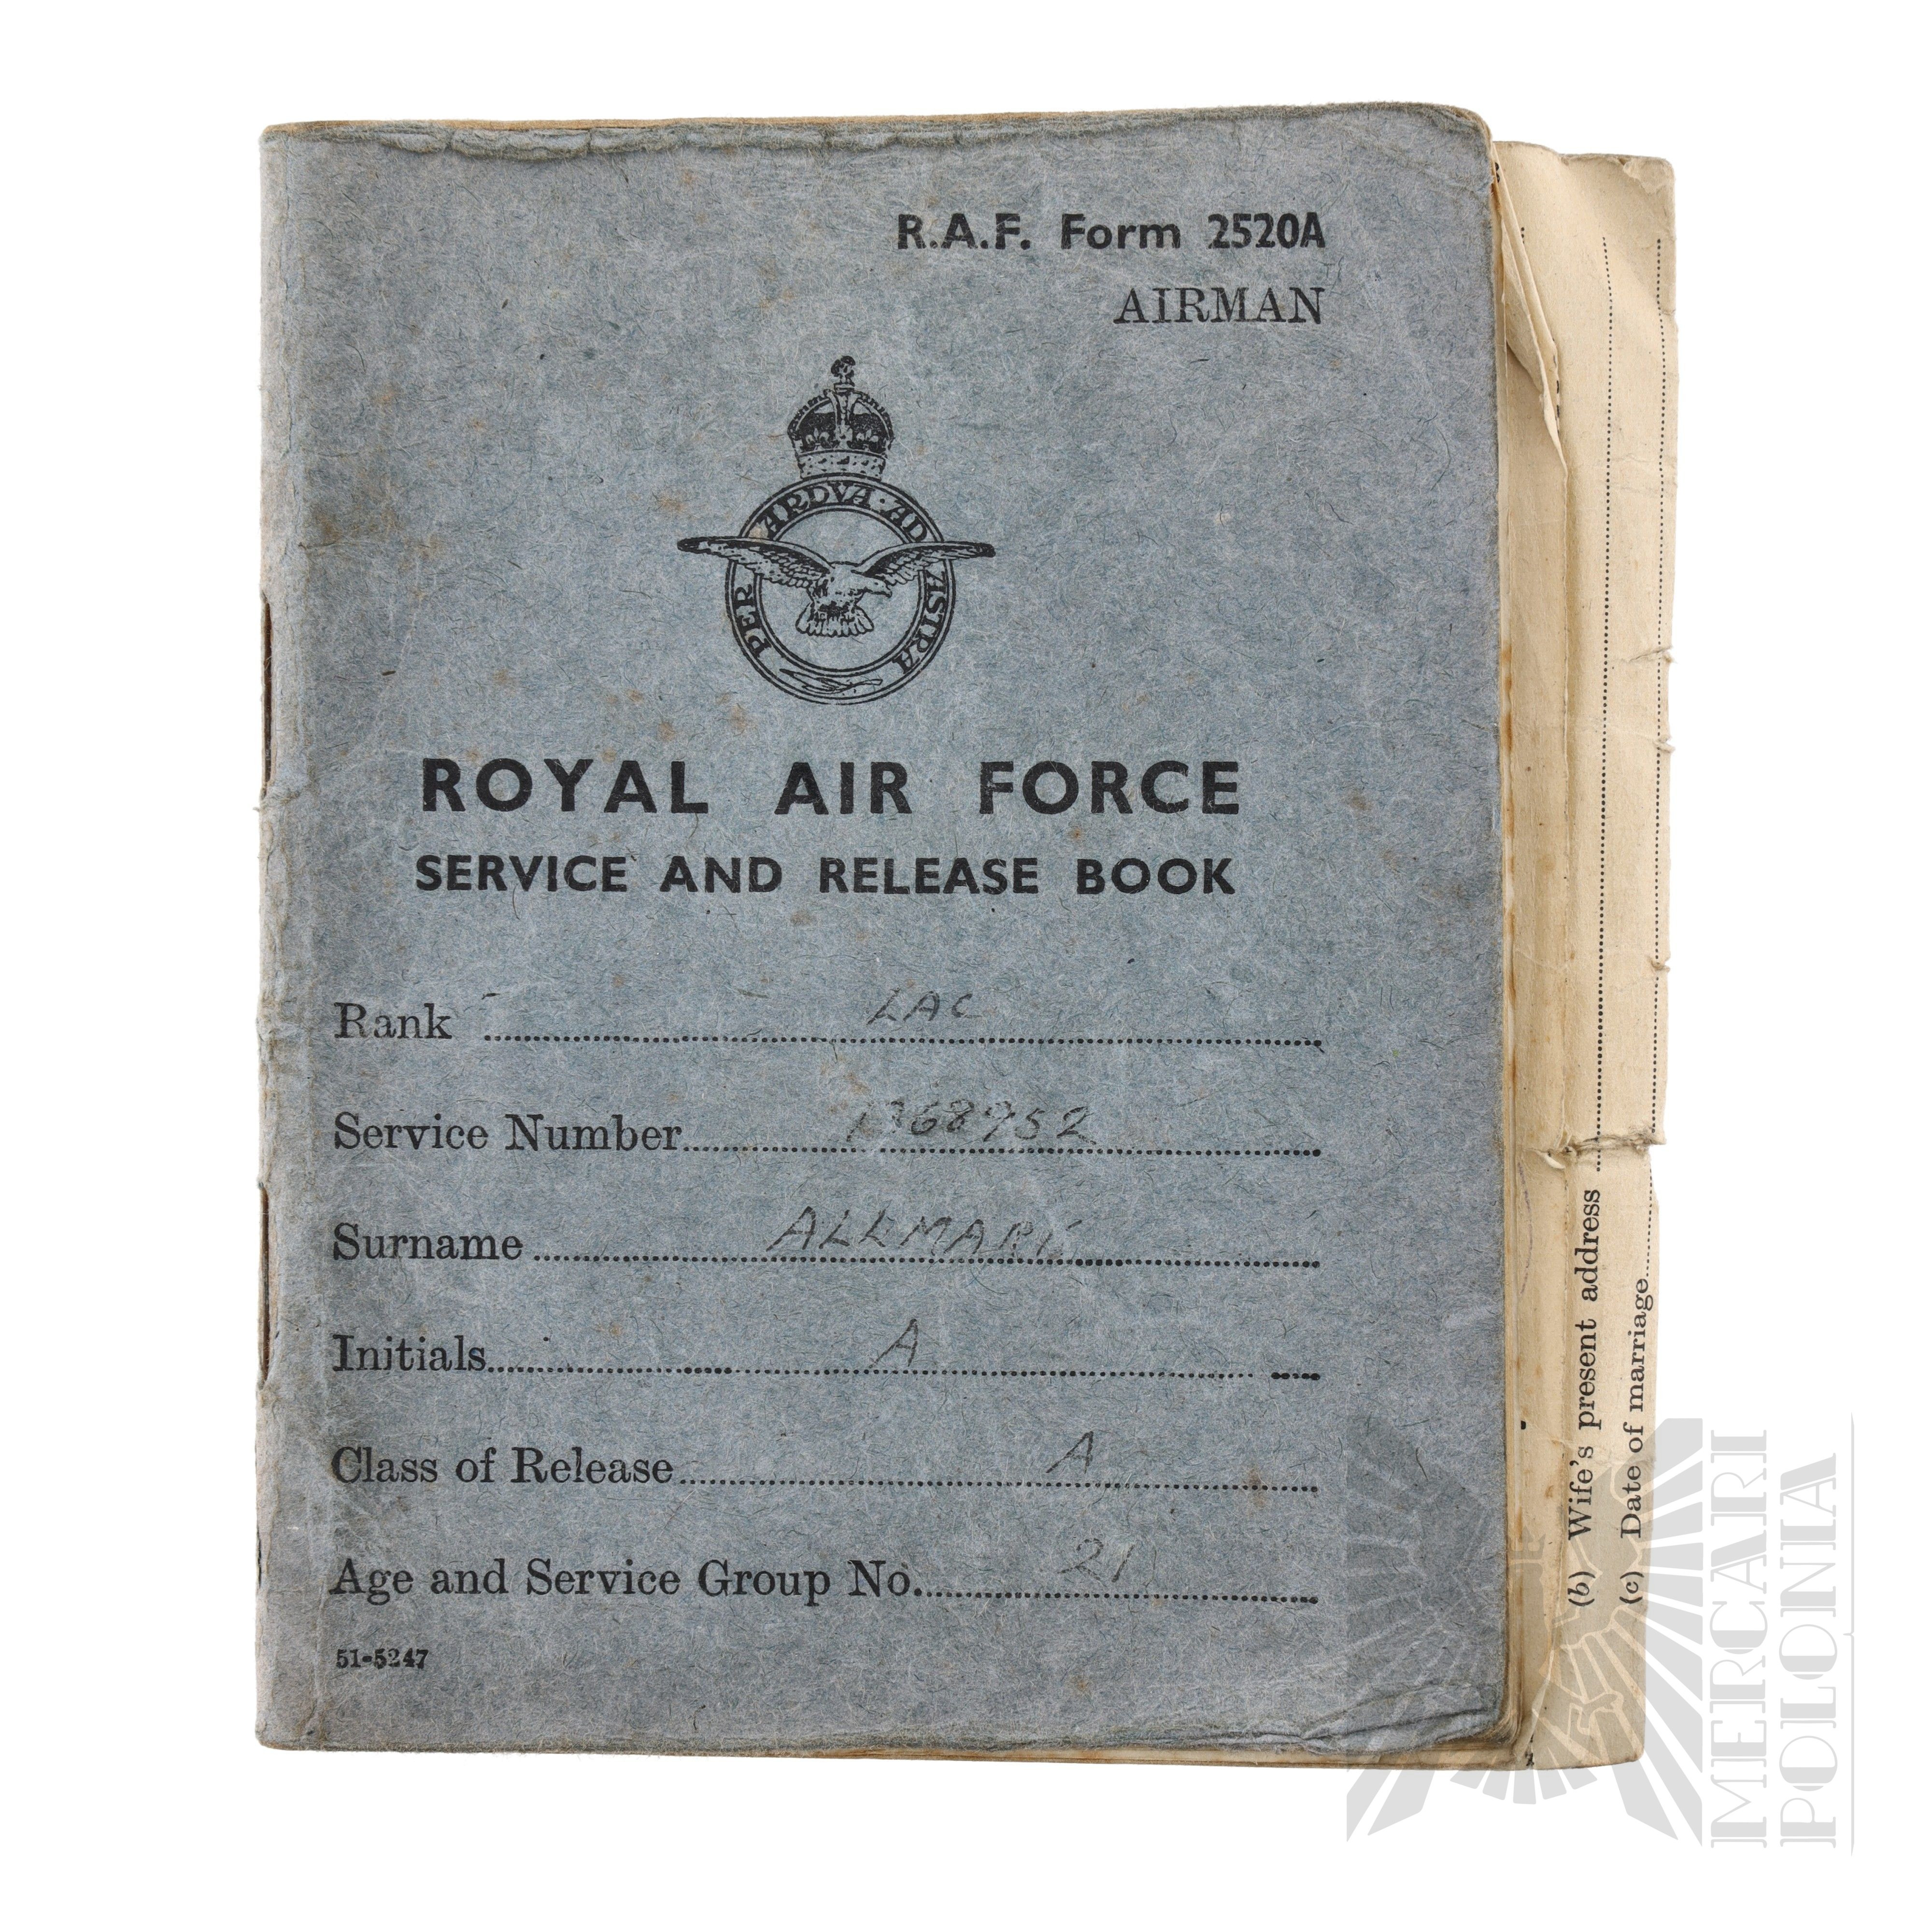 R.A.F. Form 2520A
AIRMAN
PER ARDVA · AD ASTRA
ROYAL AIR FORCE
SERVICE AND RELEASE BOOK
Rank LAC
Service Number 1368952
Surname
Initials A
Class of Release A
Age and Service Group No. 21
51-5247
(b) Wife's present address
(c) Date of marriage
MERCARI
POLONIA